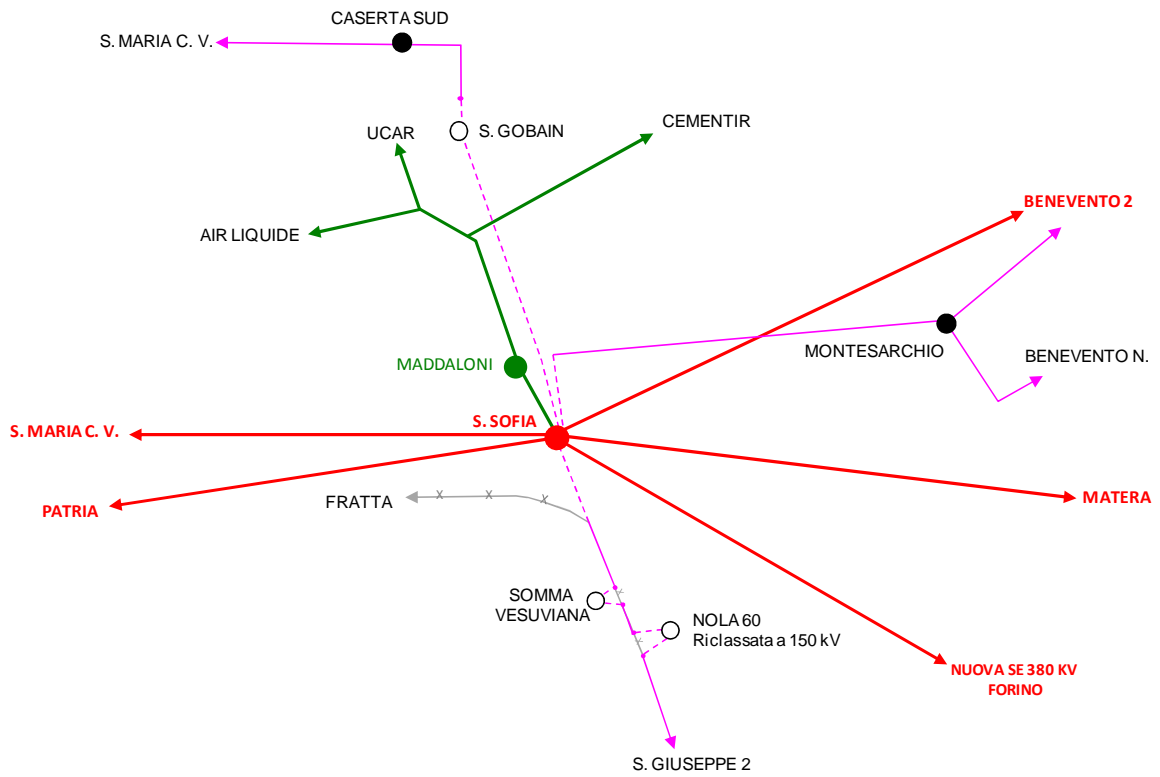 CASERTA SUD
S. MARIA C. V.
UCAR
S. GOBAIN
CEMENTIR
AIR LIQUIDE
BENEVENTO 2
MADDALONI
MONTESARCHIO
BENEVENTO N.
S. SOFIA
S. MARIA C. V.
FRATTA
PATRIA
MATERA
SOMMA
VESUVIANA
NOLA 60
Riclassata a 150 kV
NUOVA SE 380 KV
FORINO
S. GIUSEPPE 2